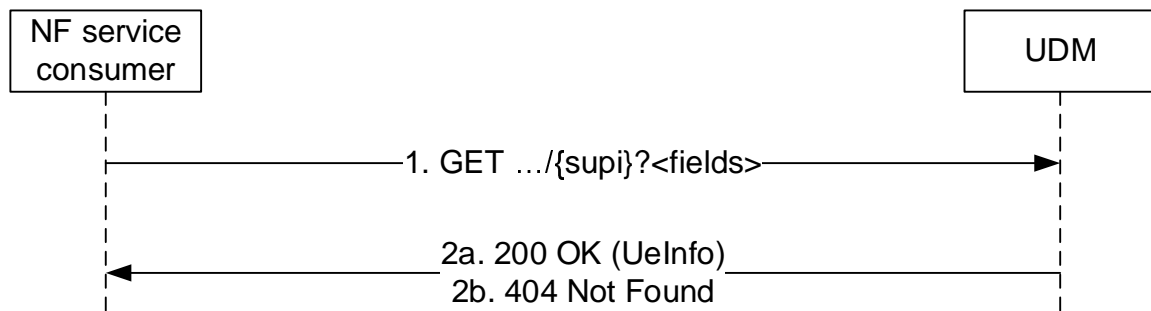 NF service
consumer
UDM
1. GET …/{supi}?<fields>
2a. 200 OK (UeInfo)
2b. 404 Not Found